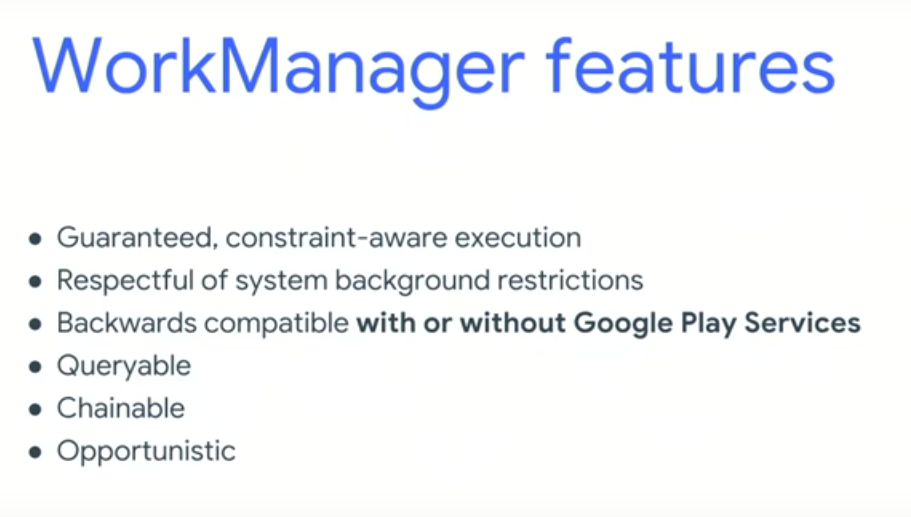 WorkManager features
● Guaranteed, constraint-aware execution
● Respectful of system background restrictions
● Backwards compatible with or without Google Play Services
● Queryable
● Chainable
● Opportunistic